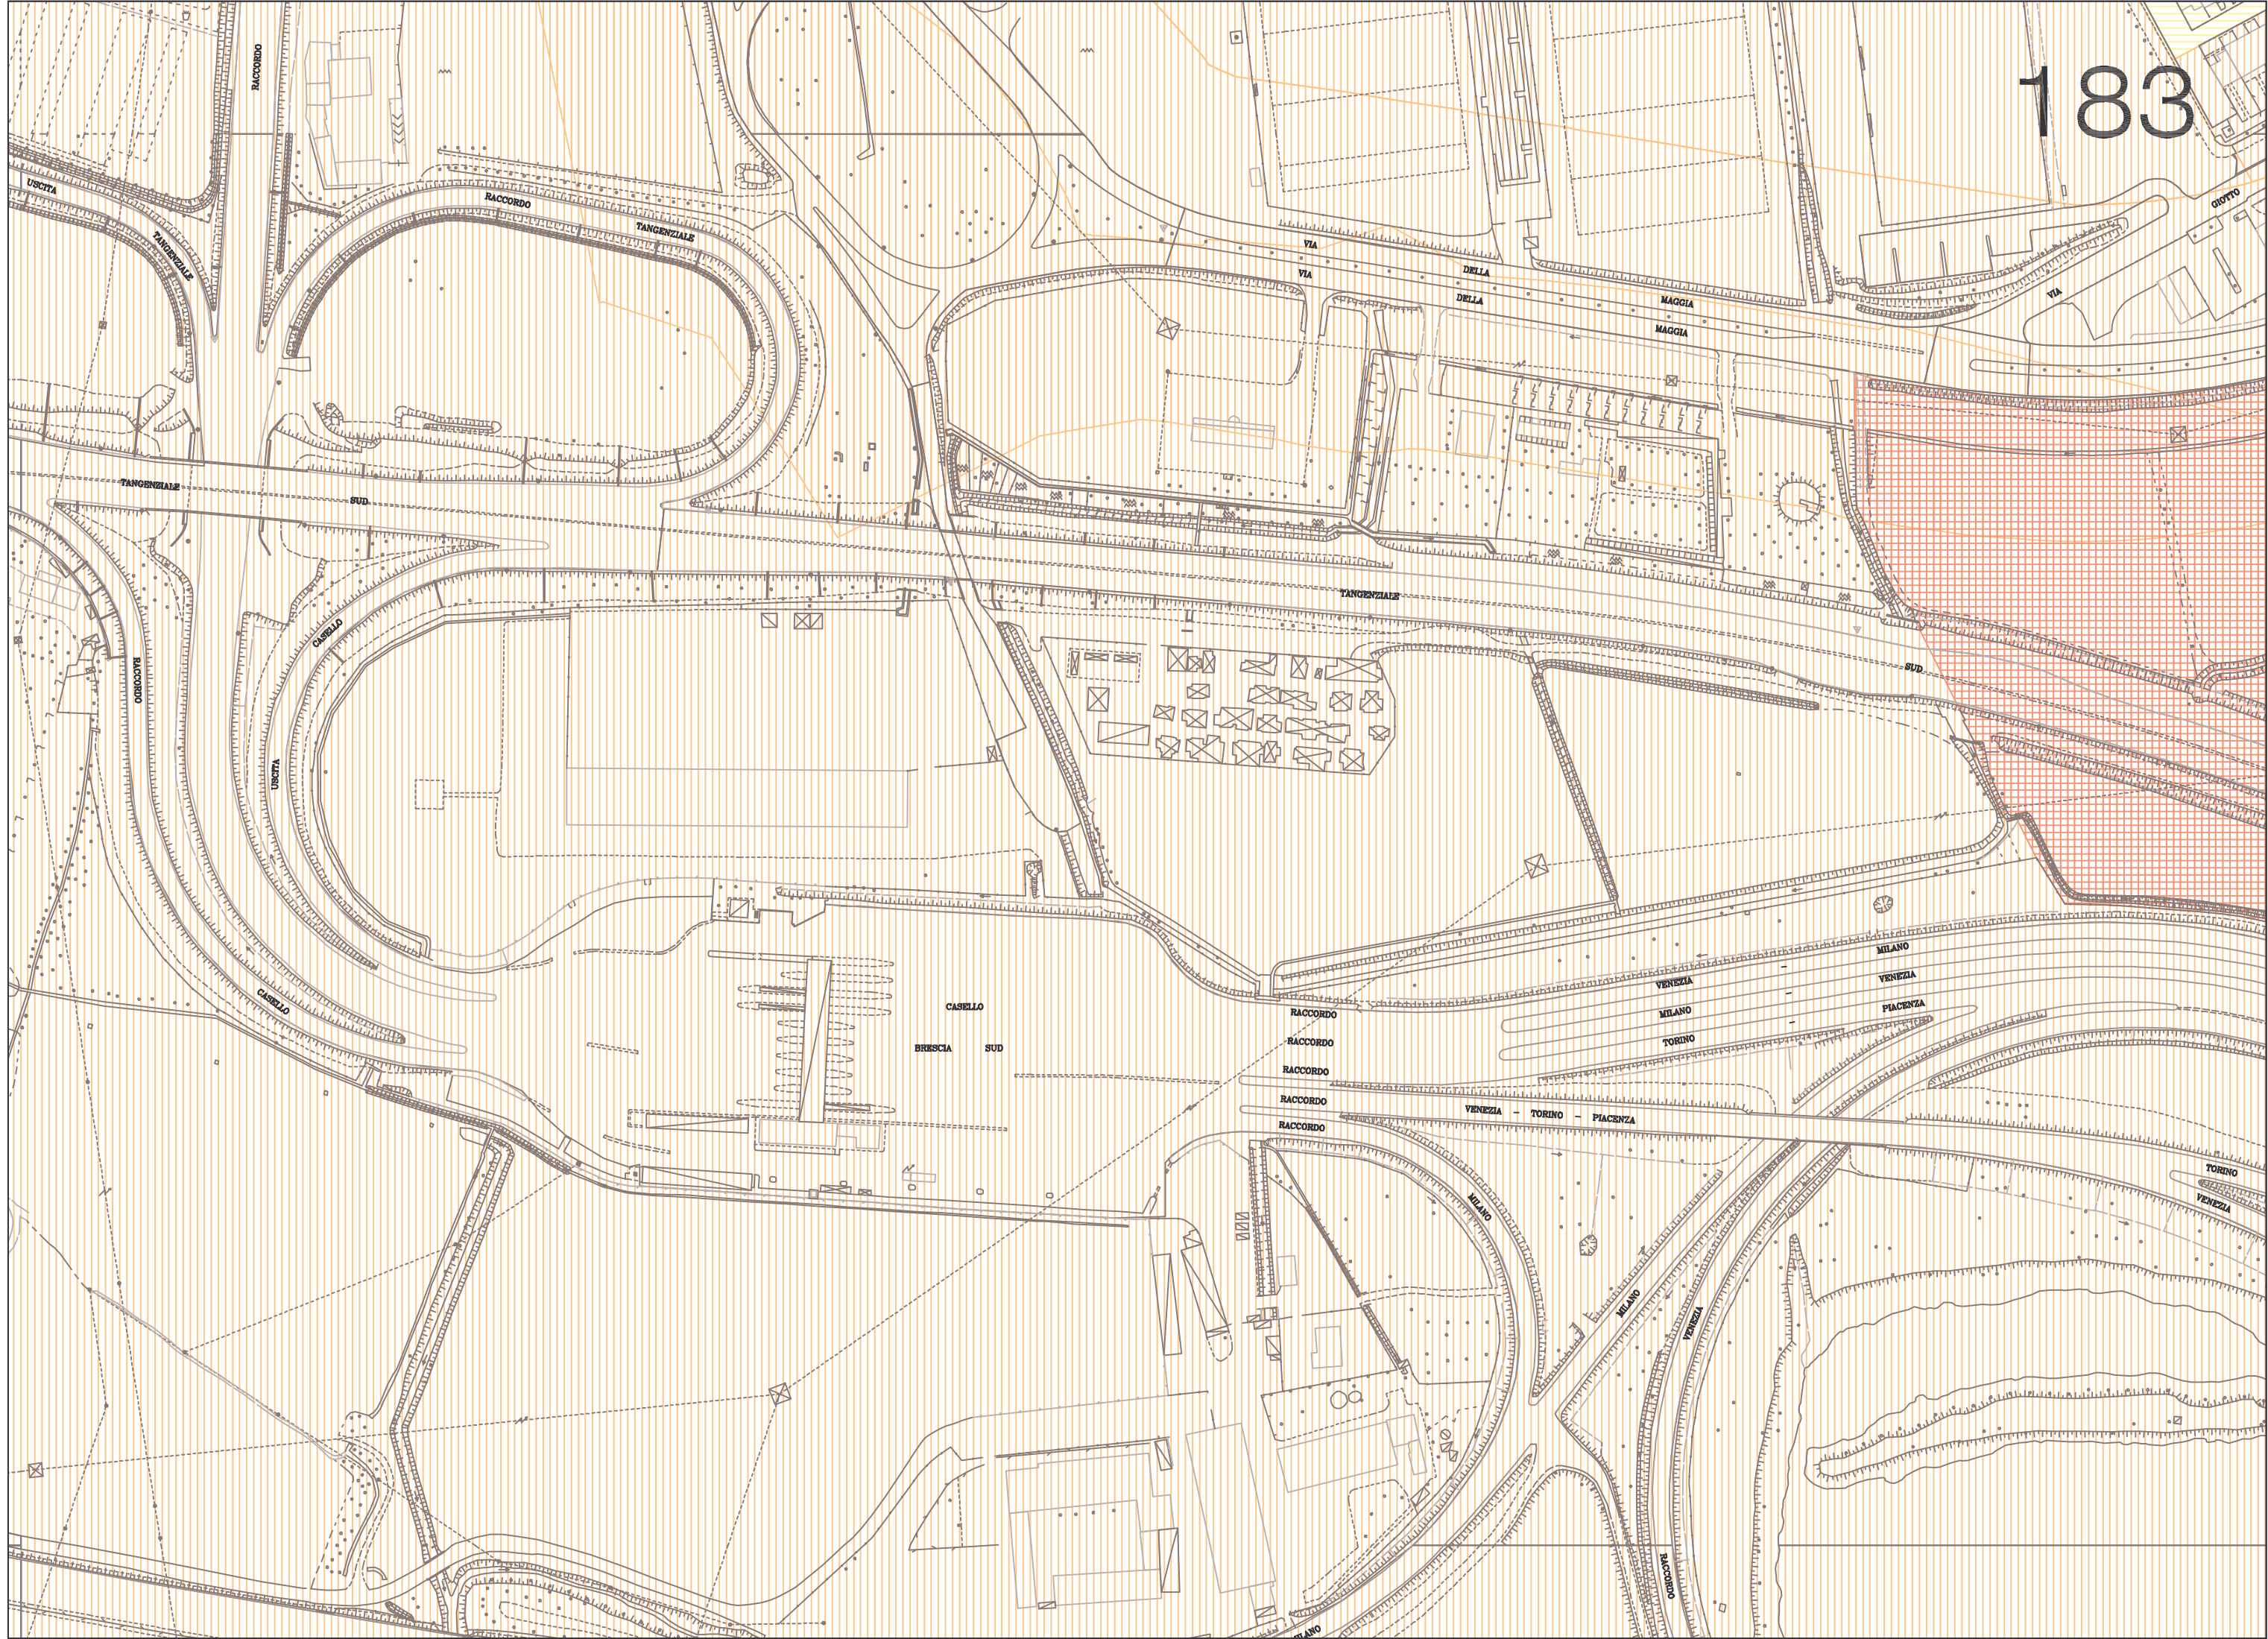 183
RACCORDO
USCITA
TANGENZIALE
RACCORDO TANGENZIALE
GIOTTO
VIA
VIA DELLA MAGGIA
VIA DELLA MAGGIA
TANGENZIALE SUD
TANGENZIALE SUD
CASELLO
USCITA
RACCORDO
CASELLO
CASELLO
BRESCIA SUD
RACCORDO
RACCORDO
RACCORDO
RACCORDO
RACCORDO
VENEZIA - MILANO
MILANO - VENEZIA
TORINO - PIACENZA
VENEZIA - TORINO - PIACENZA
MILANO
MILANO
VENEZIA
TORINO
VENEZIA
RACCORDO